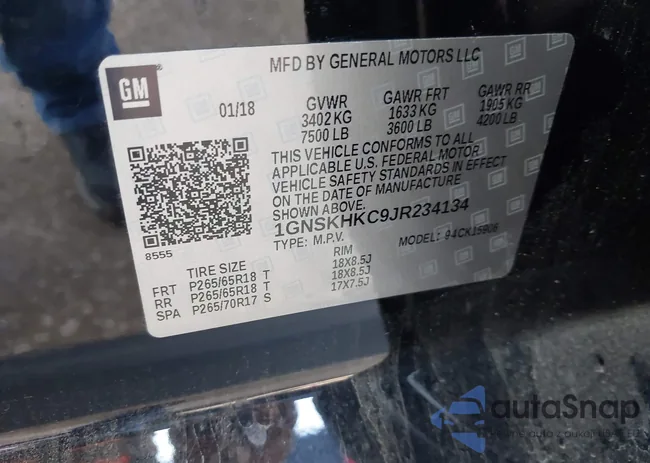 MFD BY GENERAL MOTORS LLC
GM
01/18
GVWR GAWR FRT GAWR RR
3402 KG 1633 KG 1905 KG
7500 LB 3600 LB 4200 LB
THIS VEHICLE CONFORMS TO ALL
APPLICABLE U.S. FEDERAL MOTOR
VEHICLE SAFETY STANDARDS IN EFFECT
ON THE DATE OF MANUFACTURE
SHOWN ABOVE.
1GNSKHKC9JR234134
TYPE: M.P.V. MODEL: 94CK15906
8555
TIRE SIZE RIM
FRT P265/65R18 T 18X8.5J
RR P265/65R18 T 18X8.5J
SPA P265/70R17 S 17X7.5J
autaSnap